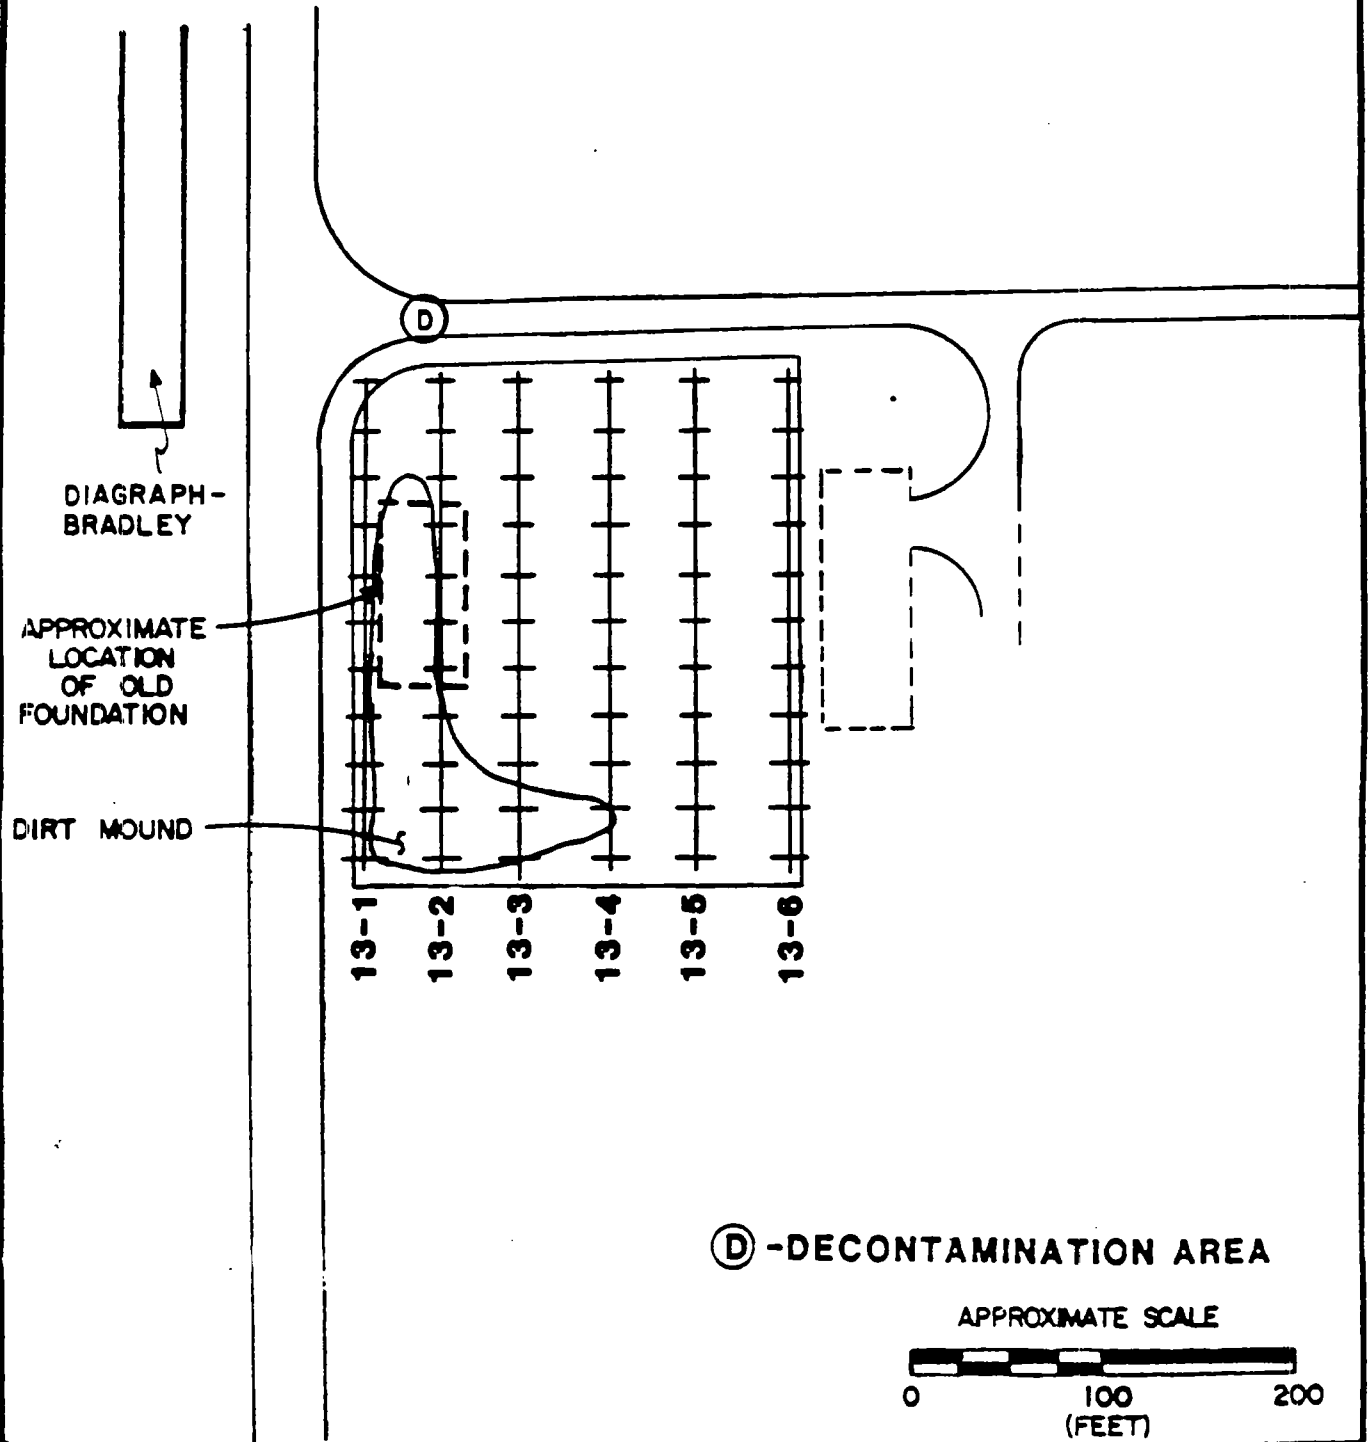 D
DIAGRAPH-
BRADLEY
APPROXIMATE
LOCATION
OF OLD
FOUNDATION
DIRT MOUND
13-1
13-2
13-3
13-4
13-5
13-6
D -DECONTAMINATION AREA
APPROXIMATE SCALE
0 100 200
(FEET)